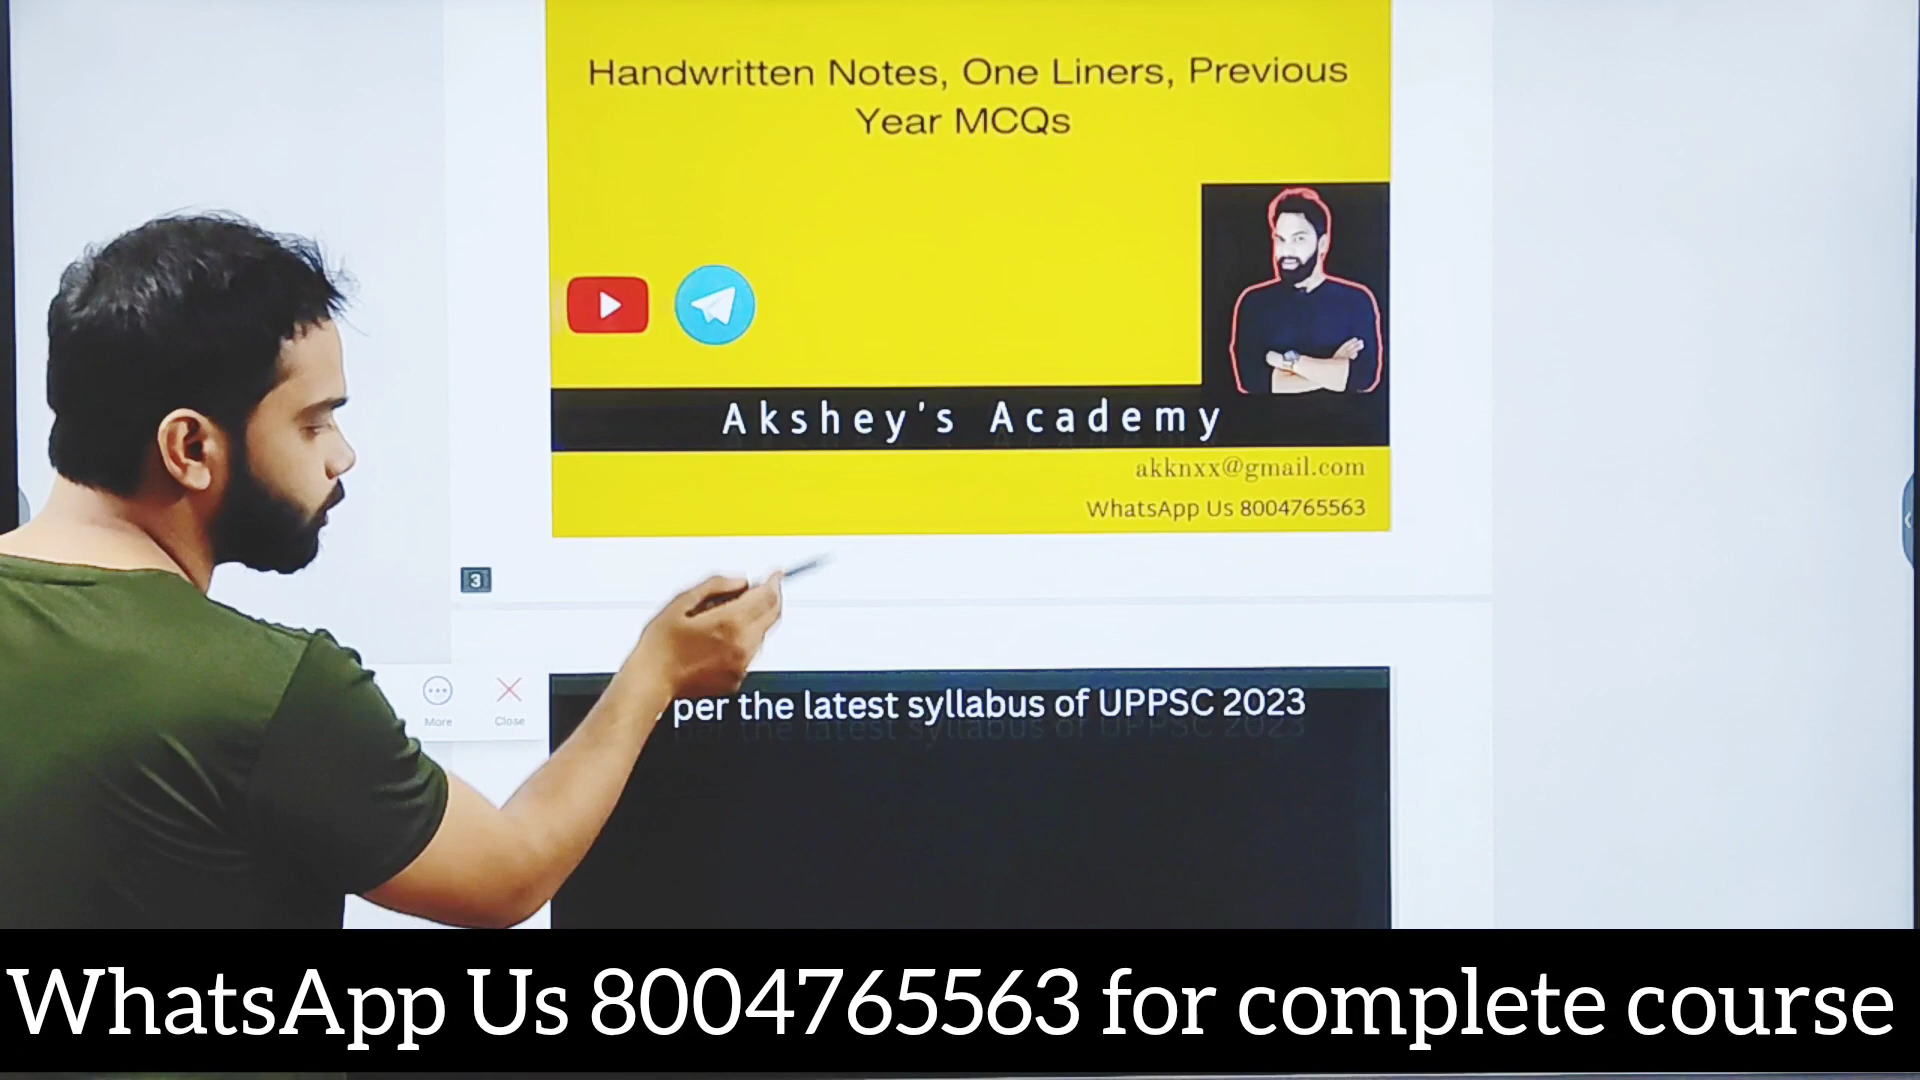 Handwritten Notes, One Liners, Previous
Year MCQs
Akshey's Academy
akknxx@gmail.com
WhatsApp Us 8004765563
3
More
Close
per the latest syllabus of UPPSC 2023
WhatsApp Us 8004765563 for complete course